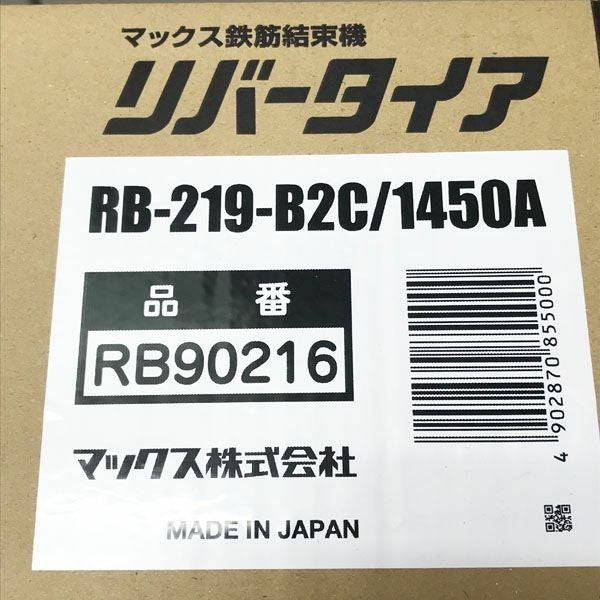 マックス鉄筋結束機
リバータイア
RB-219-B2C/1450A
品 番
RB90216
4 902870 855000
マックス株式会社
MADE IN JAPAN